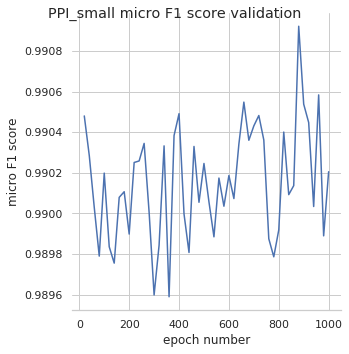 PPI_small micro F1 score validation
micro F1 score
0.9908
0.9906
0.9904
0.9902
0.9900
0.9898
0.9896
0 200 400 600 800 1000
epoch number